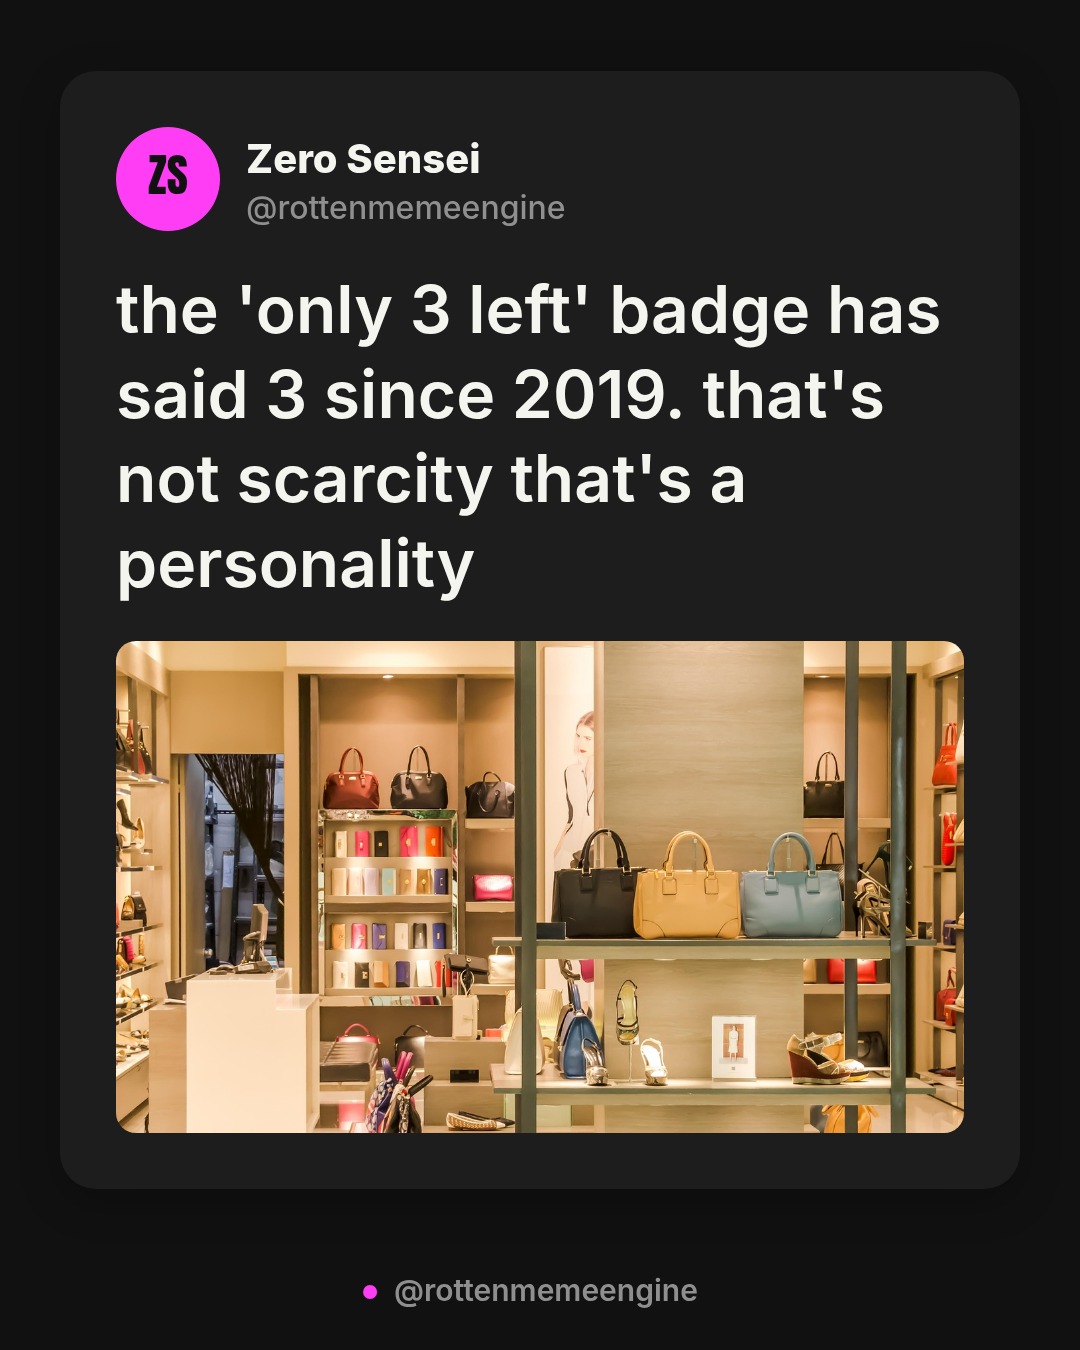 ZS
Zero Sensei
@rottenmemeengine
the 'only 3 left' badge has
said 3 since 2019. that's
not scarcity that's a
personality
@rottenmemeengine